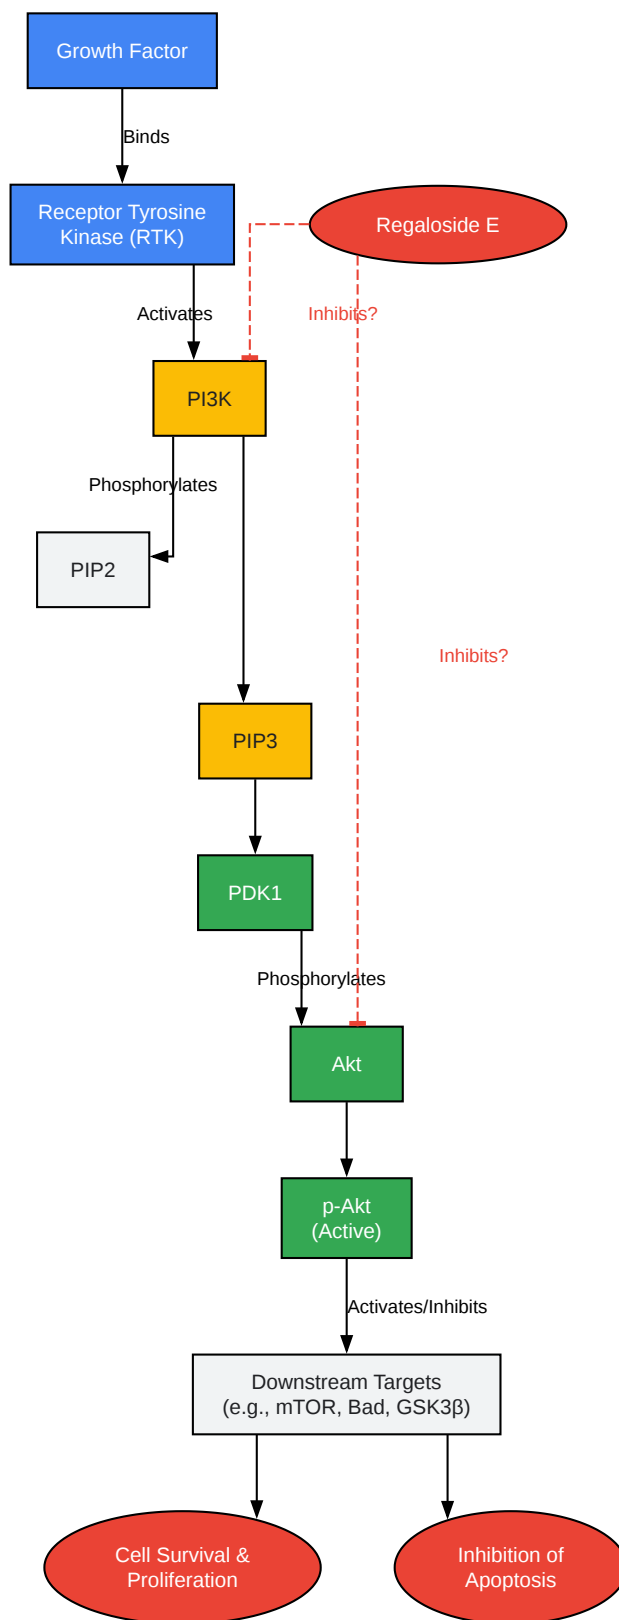 Growth Factor
Binds
Receptor Tyrosine
Kinase (RTK)
Regaloside E
Activates
Inhibits?
PI3K
Phosphorylates
PIP2
Inhibits?
PIP3
PDK1
Phosphorylates
Akt
p-Akt
(Active)
Activates/Inhibits
Downstream Targets
(e.g., mTOR, Bad, GSK3β)
Cell Survival &
Proliferation
Inhibition of
Apoptosis